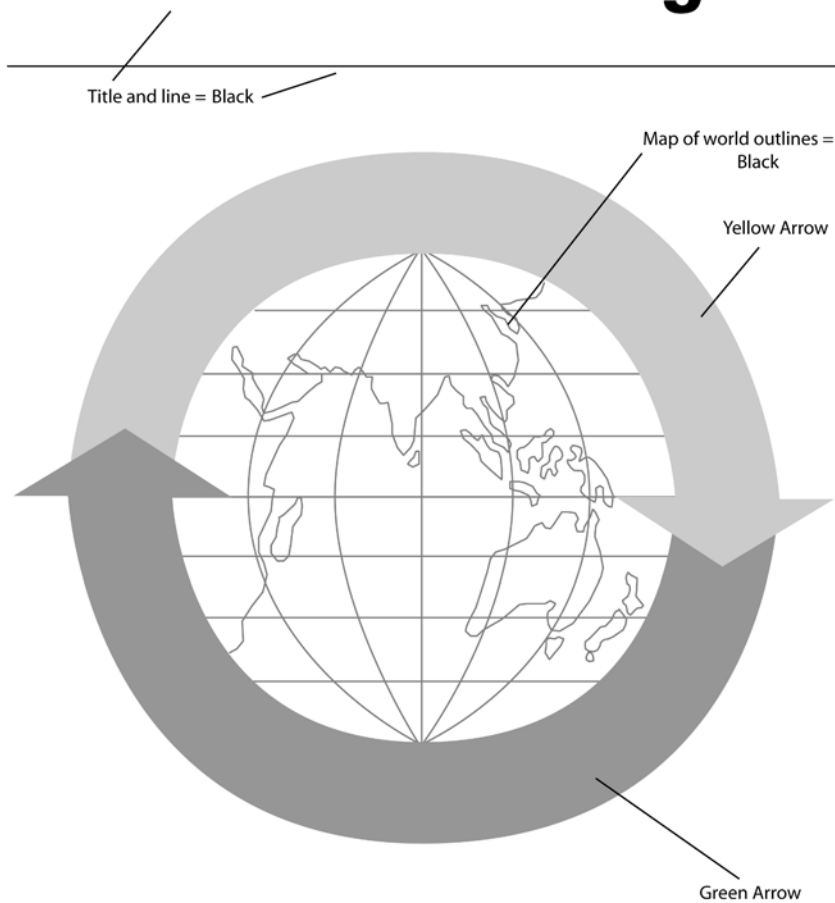 Title and line = Black
Map of world outlines =
Black
Yellow Arrow
Green Arrow